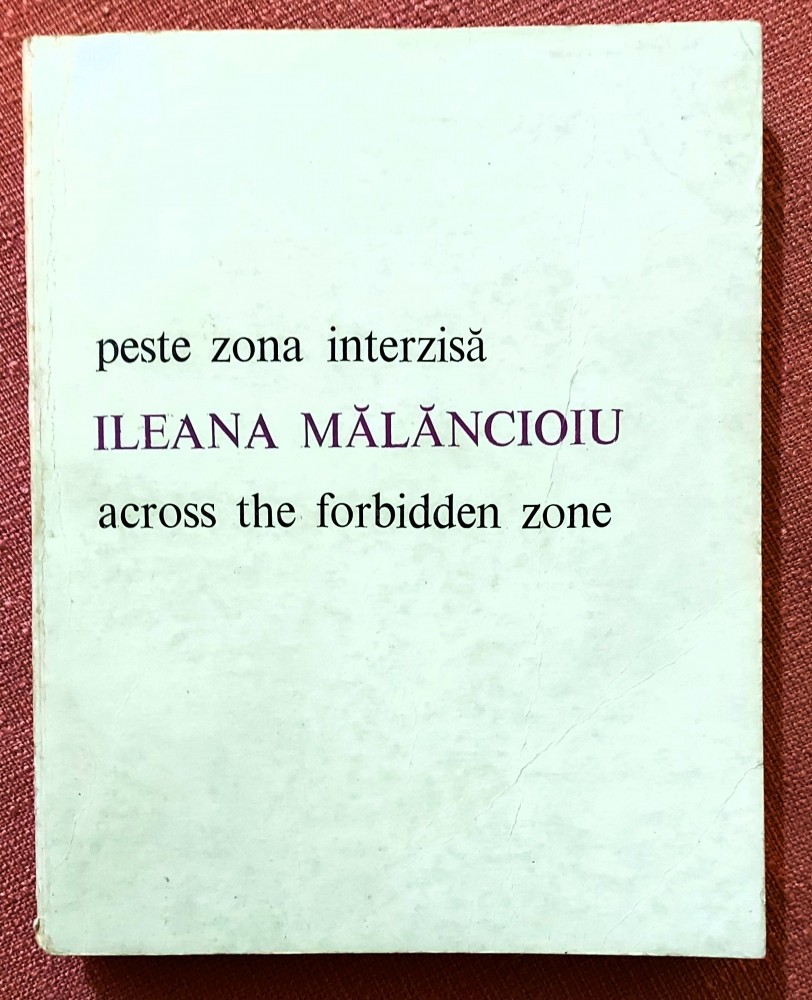 peste zona interzisă
ILEANA MĂLĂNCIOIU
across the forbidden zone